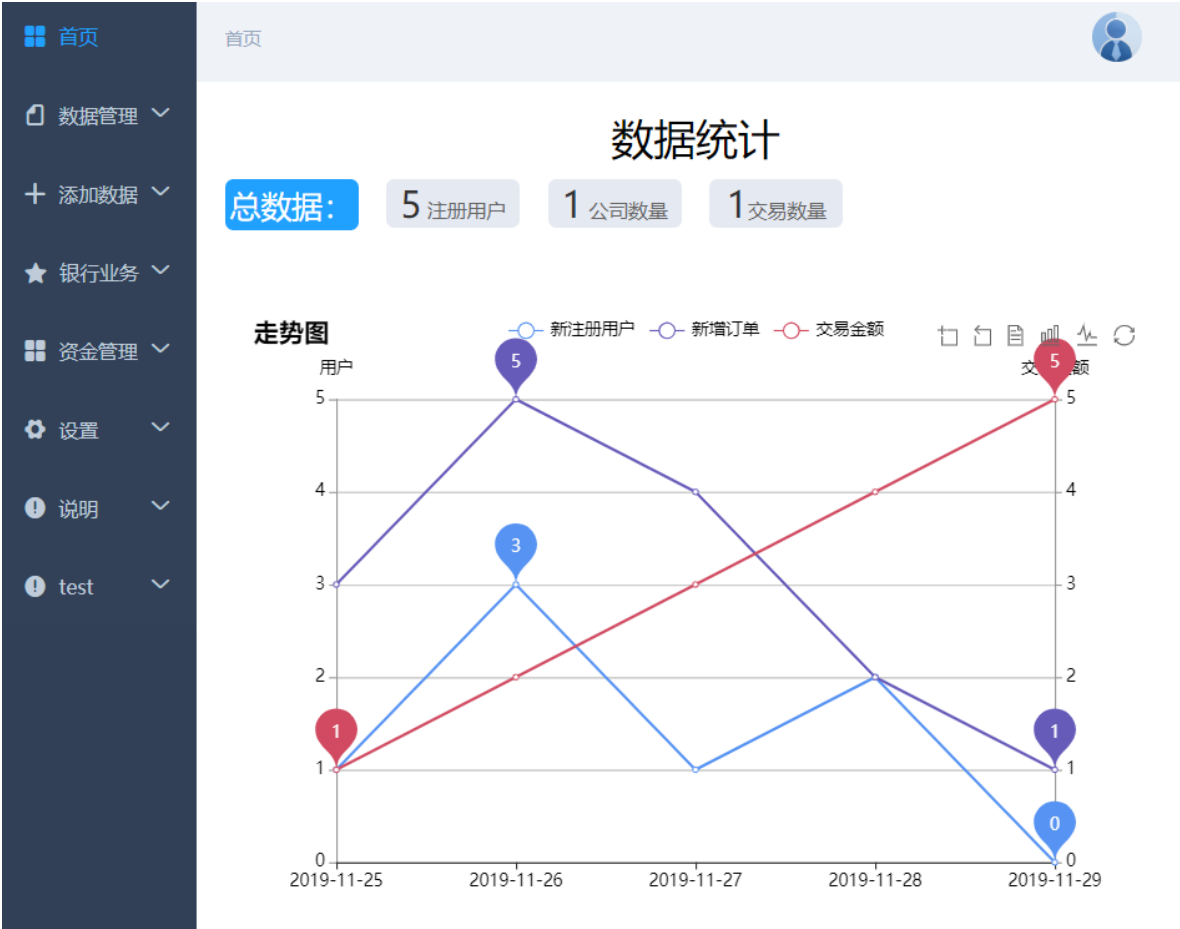 首页
数据管理
添加数据
银行业务
资金管理
设置
说明
test
首页
数据统计
总数据：
5 注册用户
1 公司数量
1 交易数量
走势图
新注册用户 新增订单 交易金额
用户
交 额
5 5
5 5
4 4
3
3 3
2 2
1 1
1 1
0
0 0
2019-11-25 2019-11-26 2019-11-27 2019-11-28 2019-11-29